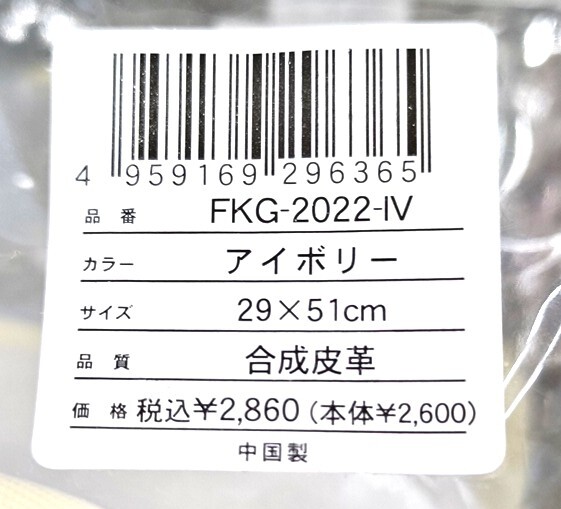 4 959169 296365
品番 FKG-2022-IV
カラー アイボリー
サイズ 29×51cm
品質 合成皮革
価格 税込¥2,860 (本体¥2,600)
中国製